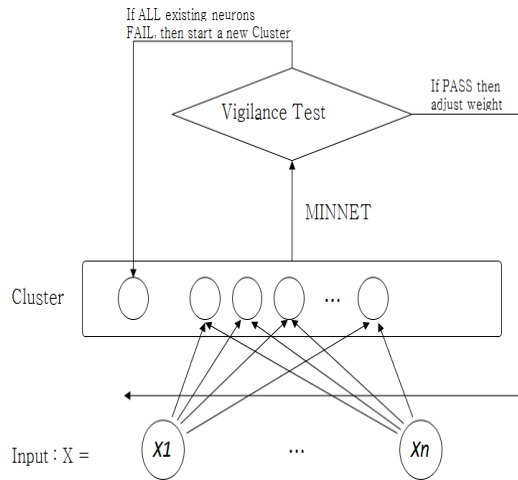 If ALL existing neurons
FAIL, then start a new Cluster
If PASS then
adjust weight
Vigilance Test
MINNET
Cluster
...
Input : X =
X1
...
Xn